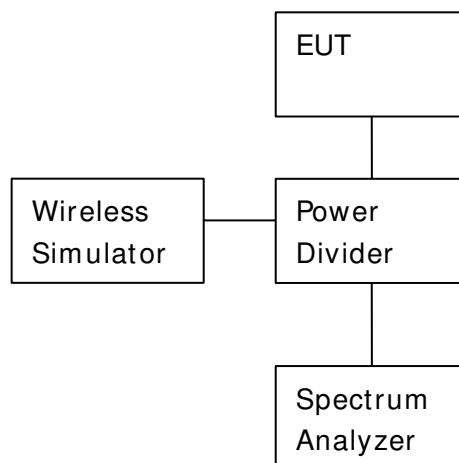 EUT
Wireless
Simulator
Power
Divider
Spectrum
Analyzer